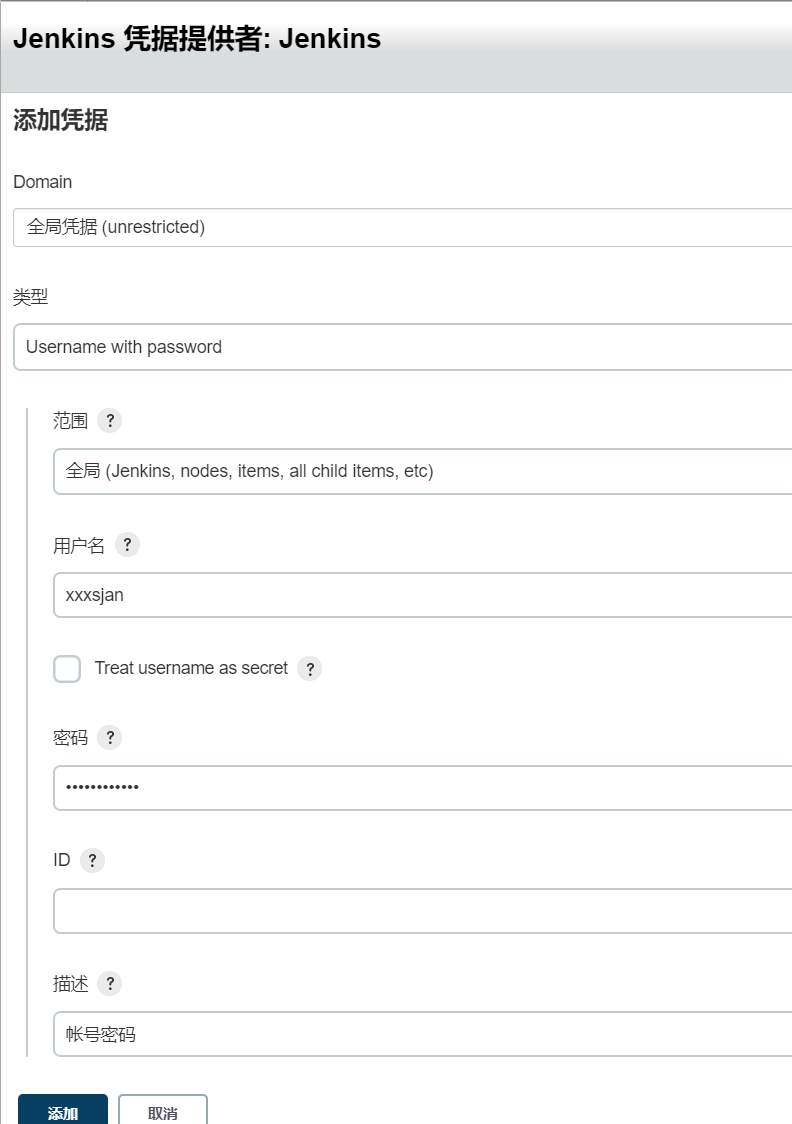 Jenkins 凭据提供者: Jenkins
添加凭据
Domain
全局凭据 (unrestricted)
类型
Username with password
范围 ?
全局 (Jenkins, nodes, items, all child items, etc)
用户名 ?
xxxsjan
Treat username as secret ?
密码 ?
••••••••••••
ID ?
描述 ?
帐号密码
添加 取消